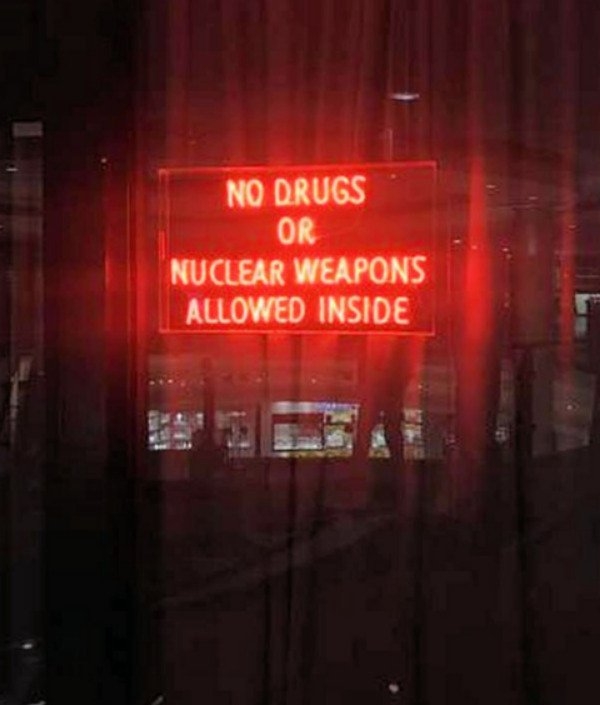 NO DRUGS
OR
NUCLEAR WEAPONS
ALLOWED INSIDE